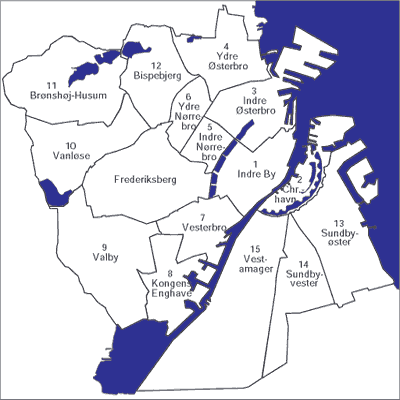 4
Ydre
Østerbro
12
Bispebjerg
11
Brønshøj-Husum
3
Indre
Østerbro
6
Ydre
Nørre-
bro
5
Indre
Nørre-
bro
10
Vanløse
1
Indre By
2
Chr.-
havn
Frederiksberg
7
Vesterbro
13
Sundby-
øster
9
Valby
15
Vest-
amager
14
Sundby-
vester
8
Kongens
Enghave